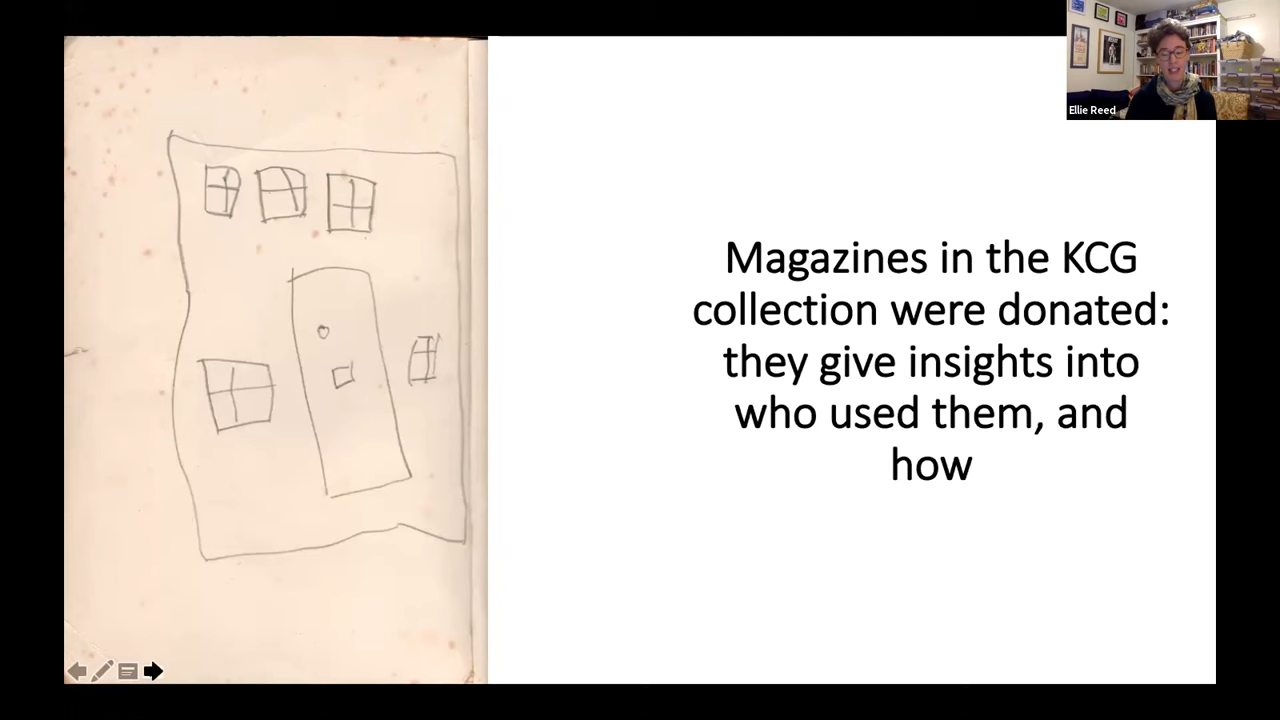 Ellie Reed
Magazines in the KCG
collection were donated:
they give insights into
who used them, and
how